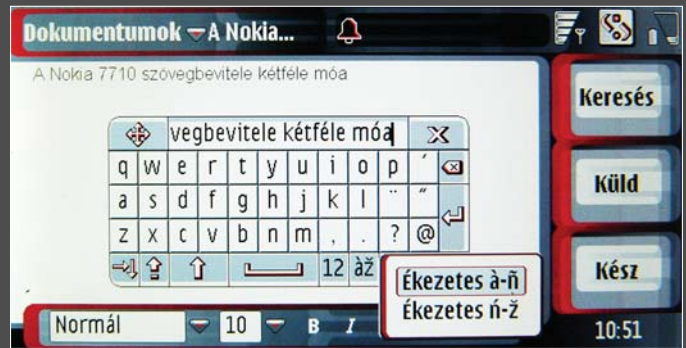 Dokumentumok A Nokia...
A Nokia 7710 szövegbevitele kétféle móa
Keresés
vegbevitele kétféle móa
q w e r t y u i o p ´
a s d f g h j k l ¨ ˝
z x c v b n m , . ? @
12 àž
Küld
Ékezetes à-ñ
Ékezetes ń-ž
Kész
Normál 10 B I
10:51